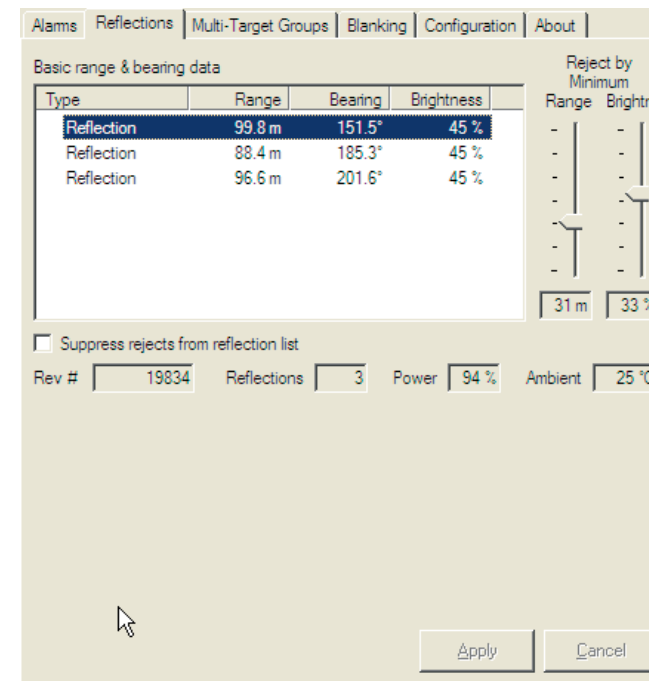 Alarms Reflections Multi-Target Groups Blanking Configuration About
Basic range & bearing data
Reject by
Minimum
Type Range Bearing Brightness
Range
Reflection 99.8 m 151.5° 45 %
Reflection 88.4 m 185.3° 45 %
Reflection 96.6 m 201.6° 45 %
31 m 33 %
Suppress rejects from reflection list
Rev # 19834 Reflections 3 Power 94 % Ambient 25 °C
Apply Cancel